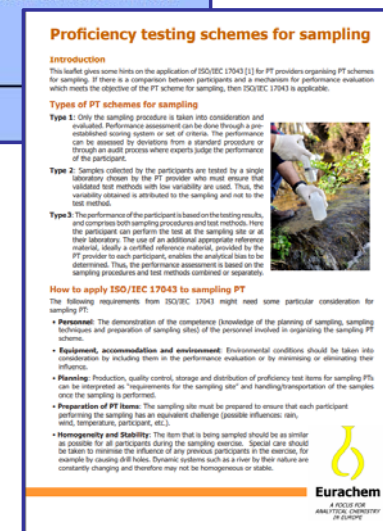 Proficiency testing schemes for sampling
Introduction
This leaflet gives some hints on the application of ISO/IEC 17043 [1] for PT providers organising PT schemes
for sampling. If there is a comparison between participants and a mechanism for performance evaluation
which meets the objective of the PT scheme for sampling, then ISO/IEC 17043 is applicable.
Types of PT schemes for sampling
Type 1: Only the sampling procedure is taken into consideration and
evaluated. Performance assessment can be done through a pre-
established scoring system or set of criteria. The performance
can be assessed by deviations from a standard procedure or
through an audit process where experts judge the performance
of the participant.
Type 2: Samples collected by the participants are tested by a single
laboratory chosen by the PT provider who must ensure that
validated test methods with low variability are used. Thus, the
variability obtained is attributed to the sampling and not to the
test method.
Type 3: The performance of the participant is based on the testing results,
and comprises both sampling procedures and test methods. Here
the participant can perform the test at the sampling site or at
their laboratory. The use of an additional appropriate reference
material, ideally a certified reference material, provided by the
PT provider to each participant, enables the analytical bias to be
determined. Thus, the performance assessment is based on the
sampling procedures and test methods combined or separately.
How to apply ISO/IEC 17043 to sampling PT
The following requirements from ISO/IEC 17043 might need some particular consideration for
sampling PT:
• Personnel: The demonstration of the competence (knowledge of the planning of sampling, sampling
techniques and preparation of sampling sites) of the personnel involved in organizing the sampling PT
scheme.
• Equipment, accommodation and environment: Environmental conditions should be taken into
consideration by including them in the performance evaluation or by minimising or eliminating their
influence.
• Planning: Production, quality control, storage and distribution of proficiency test items for sampling PTs
can be interpreted as "requirements for the sampling site" and handling/transportation of the samples
once the sampling is performed.
• Preparation of PT items: The sampling site must be prepared to ensure that each participant
performing the sampling has an equivalent challenge (possible influences: rain,
wind, temperature, participant, etc.).
• Homogeneity and Stability: The item that is being sampled should be as similar
as possible for all participants during the sampling exercise. Special care should
be taken to minimise the influence of any previous participants in the exercise, for
example by causing drill holes. Dynamic systems such as a river by their nature are
constantly changing and therefore may not be homogeneous or stable.
Eurachem
A FOCUS FOR
ANALYTICAL CHEMISTRY
IN EUROPE